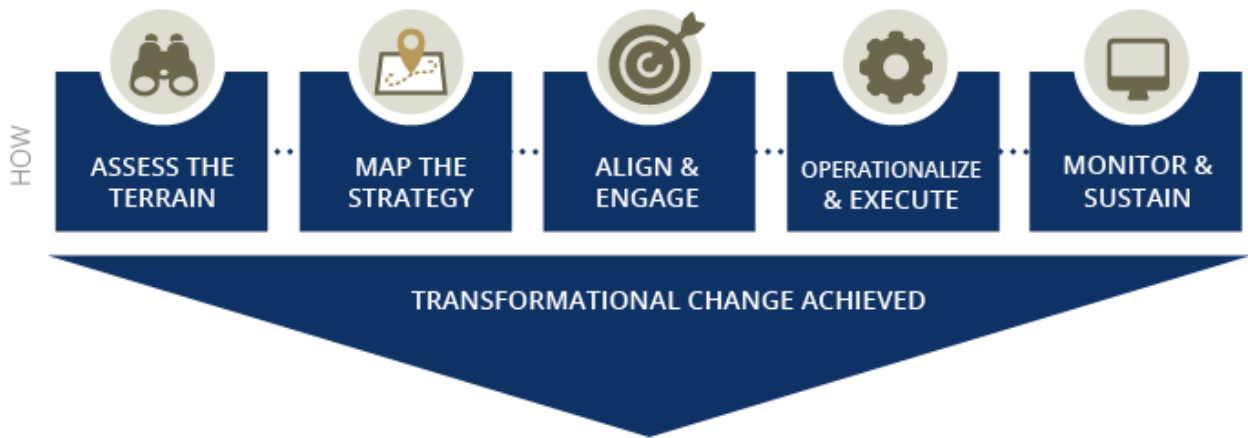 HOW
ASSESS THE
TERRAIN
MAP THE
STRATEGY
ALIGN &
ENGAGE
OPERATIONALIZE
& EXECUTE
MONITOR &
SUSTAIN
TRANSFORMATIONAL CHANGE ACHIEVED